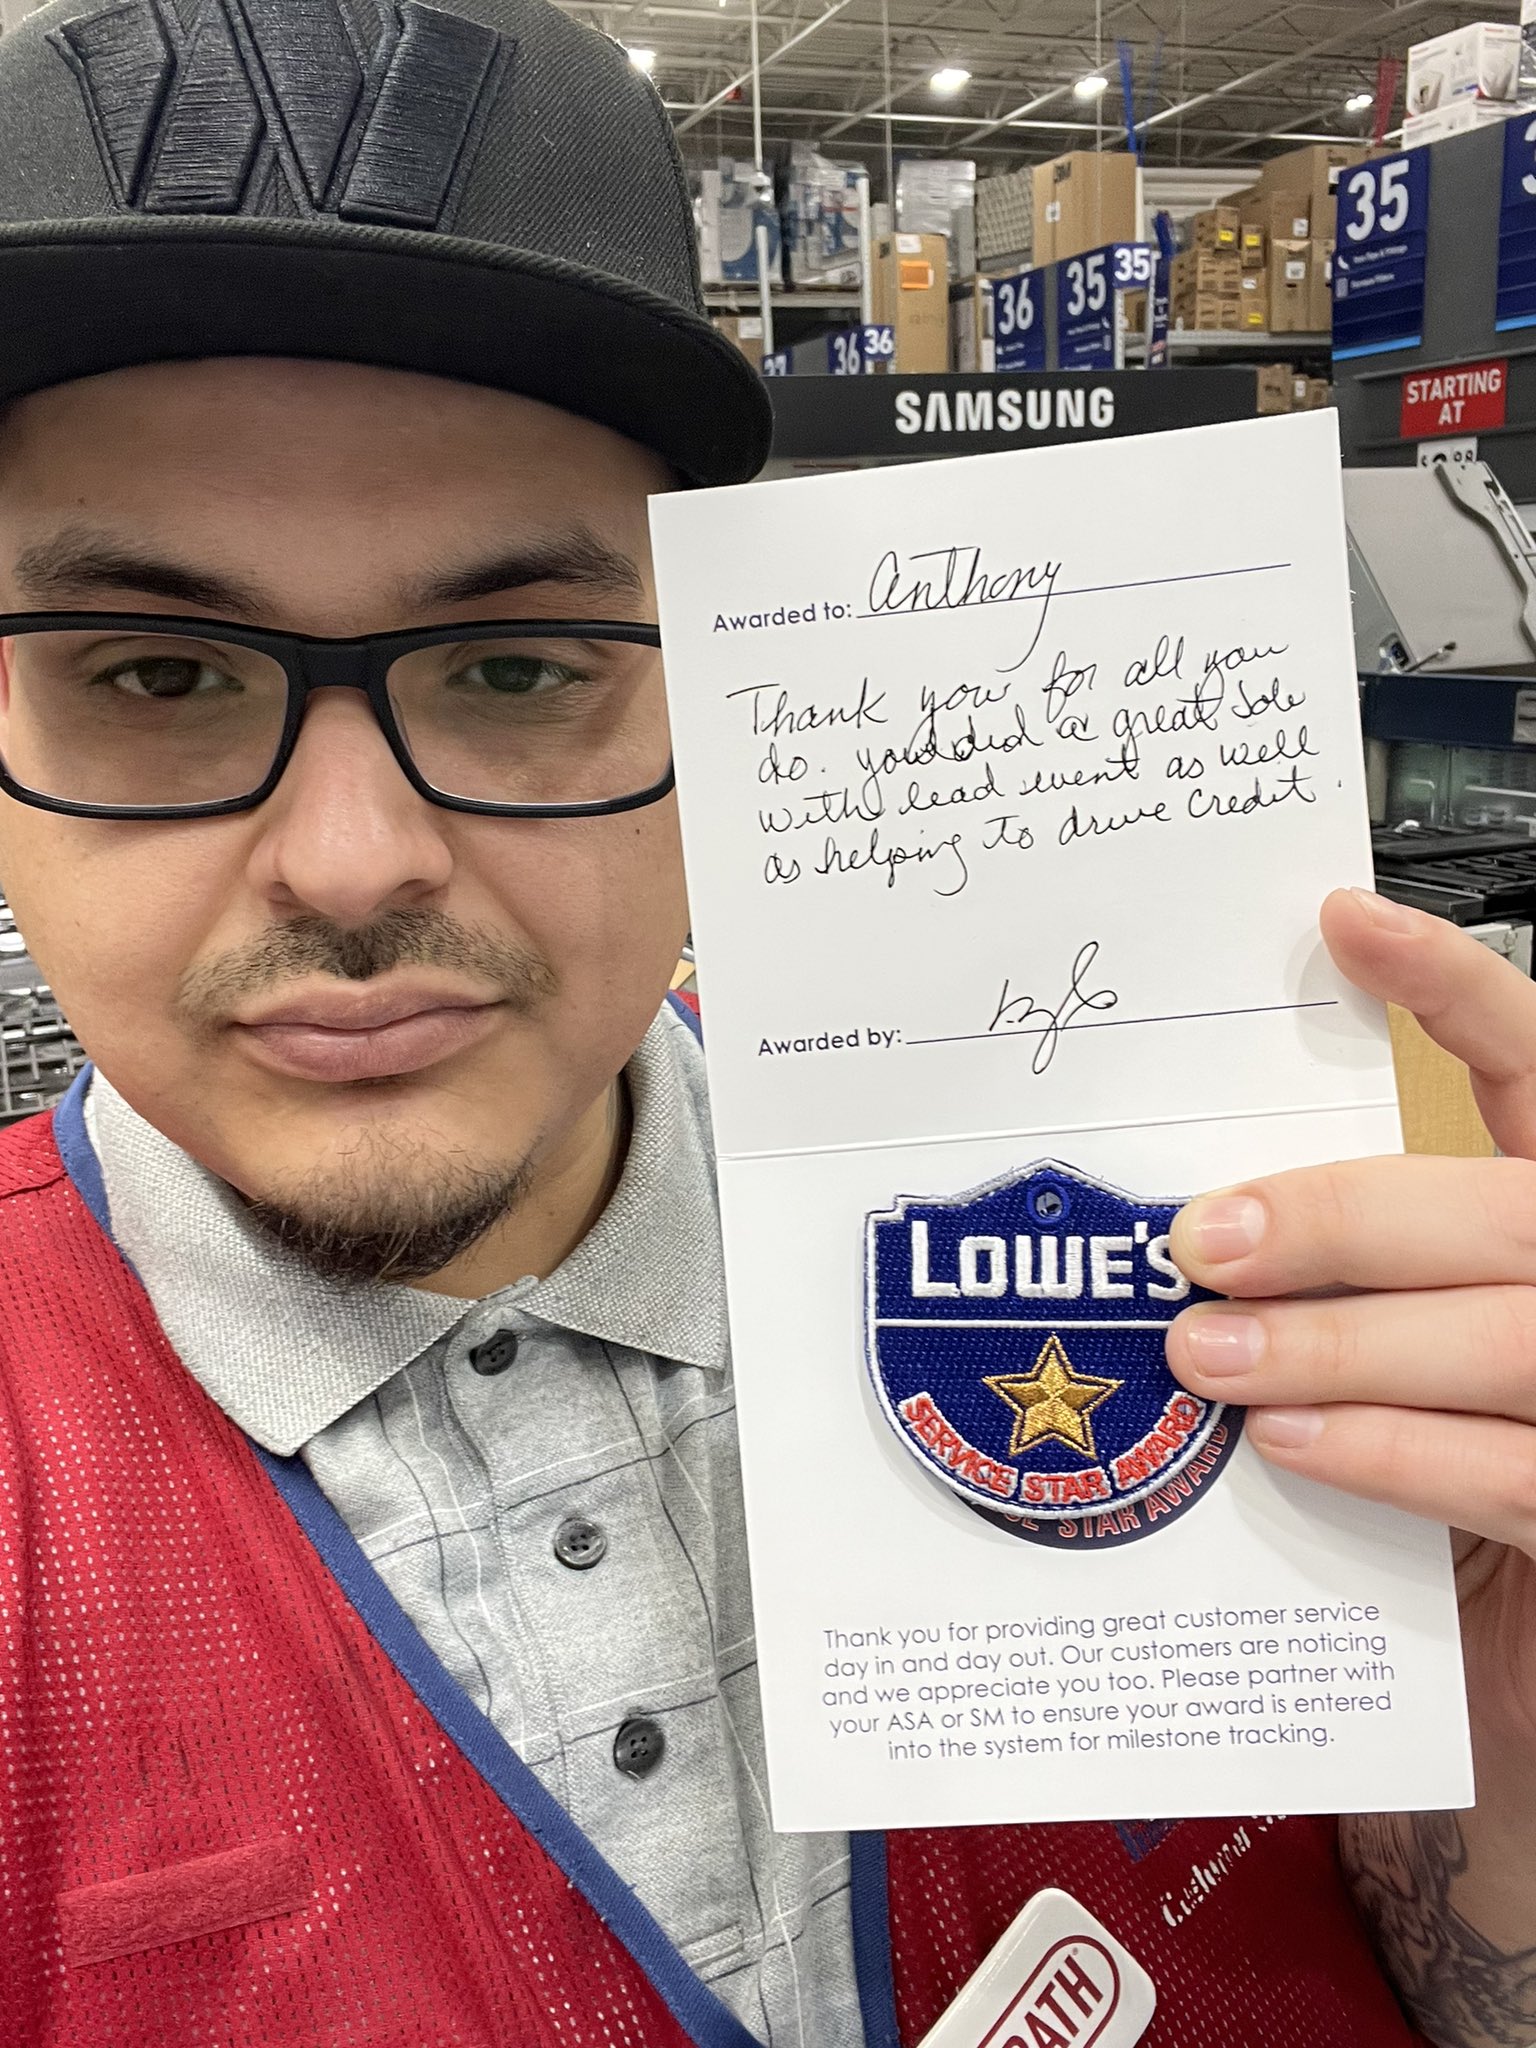 W
35
36
35
35
36
36
SAMSUNG
STARTING
AT
Awarded to: Anthony
Thank you for all you
do. you did a great Job
with lead event as well
as helping to drive credit.
Awarded by:
LOWE'S
SERVICE STAR AWARD
STAR AWARD
Thank you for providing great customer service
day in and day out. Our customers are noticing
and we appreciate you too. Please partner with
your ASA or SM to ensure your award is entered
into the system for milestone tracking.
Customer